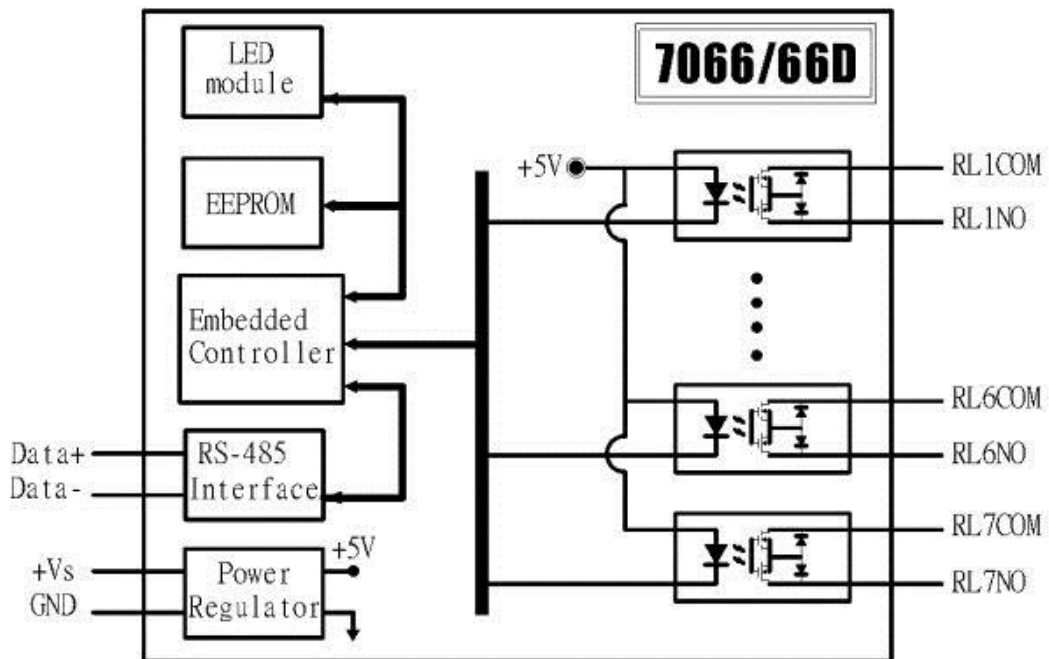 7066/66D
LED
module
EEPROM
Embedded
Controller
RS-485
Interface
Power
Regulator
Data+
Data-
+Vs
GND
+5V
+5V
RL1COM
RL1NO
RL6COM
RL6NO
RL7COM
RL7NO